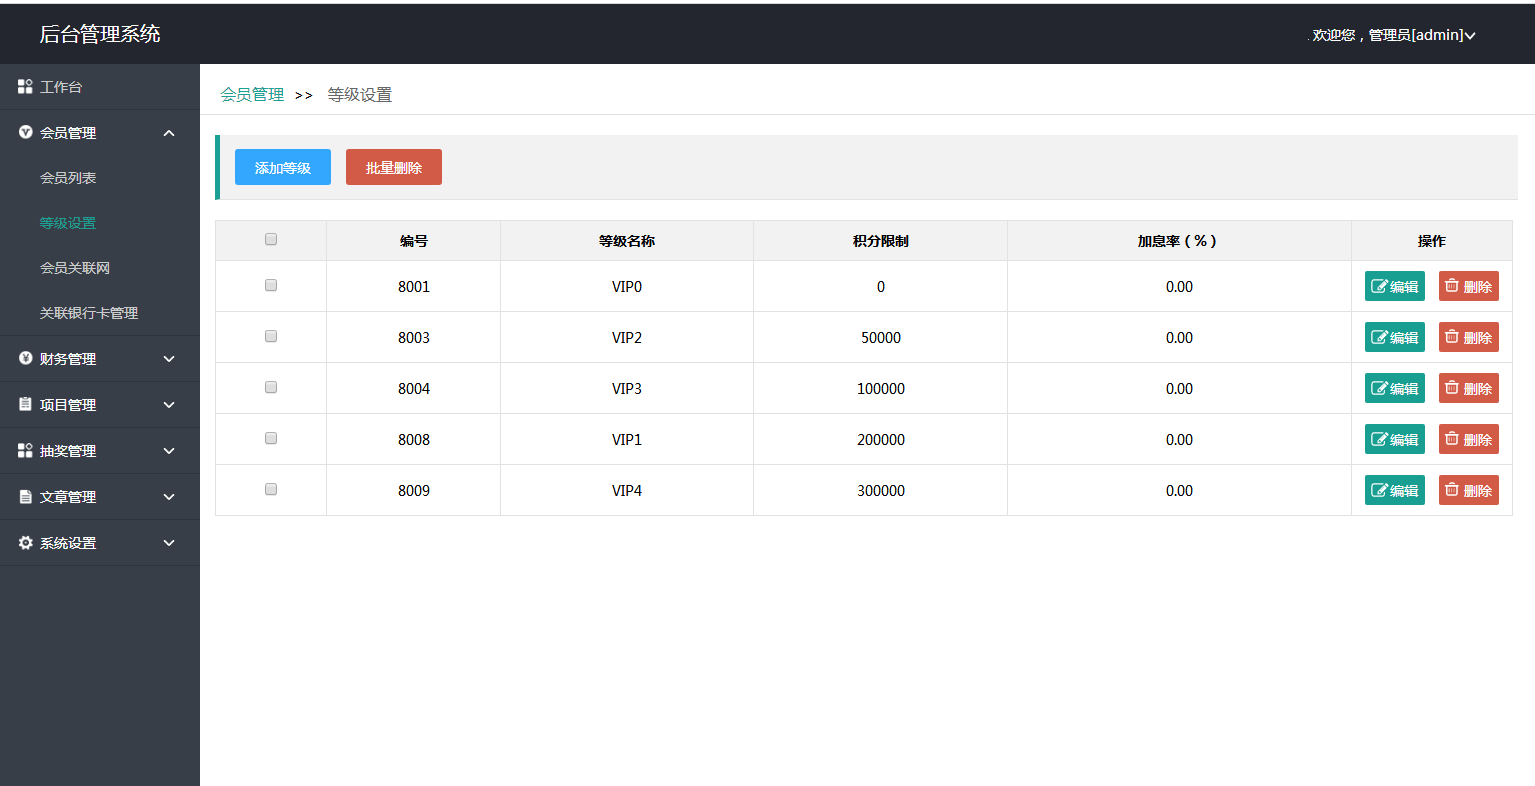 后台管理系统
欢迎您，管理员[admin]
工作台
会员管理
会员列表
等级设置
会员关联网
关联银行卡管理
财务管理
项目管理
抽奖管理
文章管理
系统设置
会员管理 >> 等级设置
添加等级 批量删除
编号 等级名称 积分限制 加息率（%） 操作
8001 VIP0 0 0.00 编辑 删除
8003 VIP2 50000 0.00 编辑 删除
8004 VIP3 100000 0.00 编辑 删除
8008 VIP1 200000 0.00 编辑 删除
8009 VIP4 300000 0.00 编辑 删除